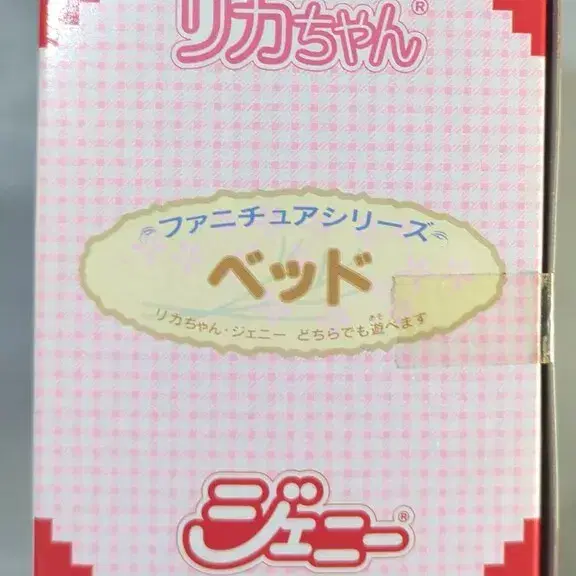 リカちゃん®
ファニチュアシリーズ
ベッド
リカちゃん・ジェニー どちらでも遊べます
あそ
ジェニー®